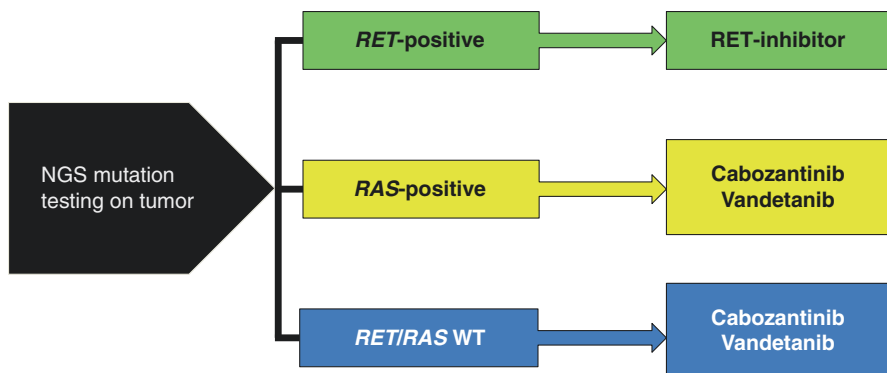 NGS mutation
testing on tumor
RET-positive
RET-inhibitor
RAS-positive
Cabozantinib
Vandetanib
RET/RAS WT
Cabozantinib
Vandetanib